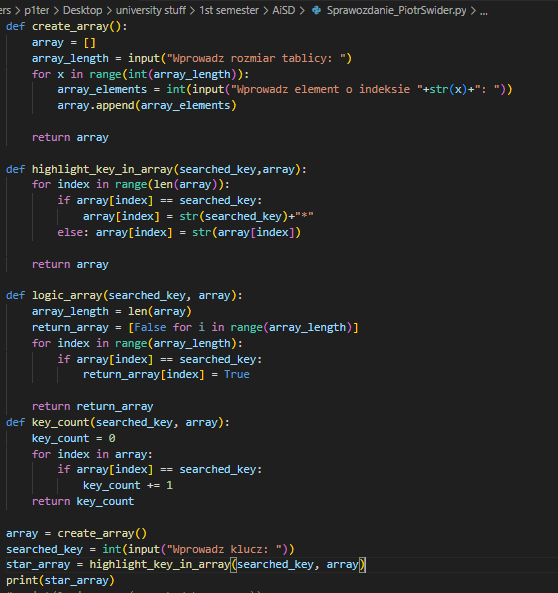 ers > p1ter > Desktop > university stuff > 1st semester > AiSD > Sprawozdanie_PiotrSwider.py > ...
def create_array():
    array = []
    array_length = input("Wprowadz rozmiar tablicy: ")
    for x in range(int(array_length)):
        array_elements = int(input("Wprowadz element o indeksie "+str(x)+": "))
        array.append(array_elements)

    return array

def highlight_key_in_array(searched_key,array):
    for index in range(len(array)):
        if array[index] == searched_key:
            array[index] = str(searched_key)+"*"
        else: array[index] = str(array[index])

    return array

def logic_array(searched_key, array):
    array_length = len(array)
    return_array = [False for i in range(array_length)]
    for index in range(array_length):
        if array[index] == searched_key:
            return_array[index] = True

    return return_array
def key_count(searched_key, array):
    key_count = 0
    for index in array:
        if array[index] == searched_key:
            key_count += 1
    return key_count

array = create_array()
searched_key = int(input("Wprowadz klucz: "))
star_array = highlight_key_in_array(searched_key, array)
print(star_array)